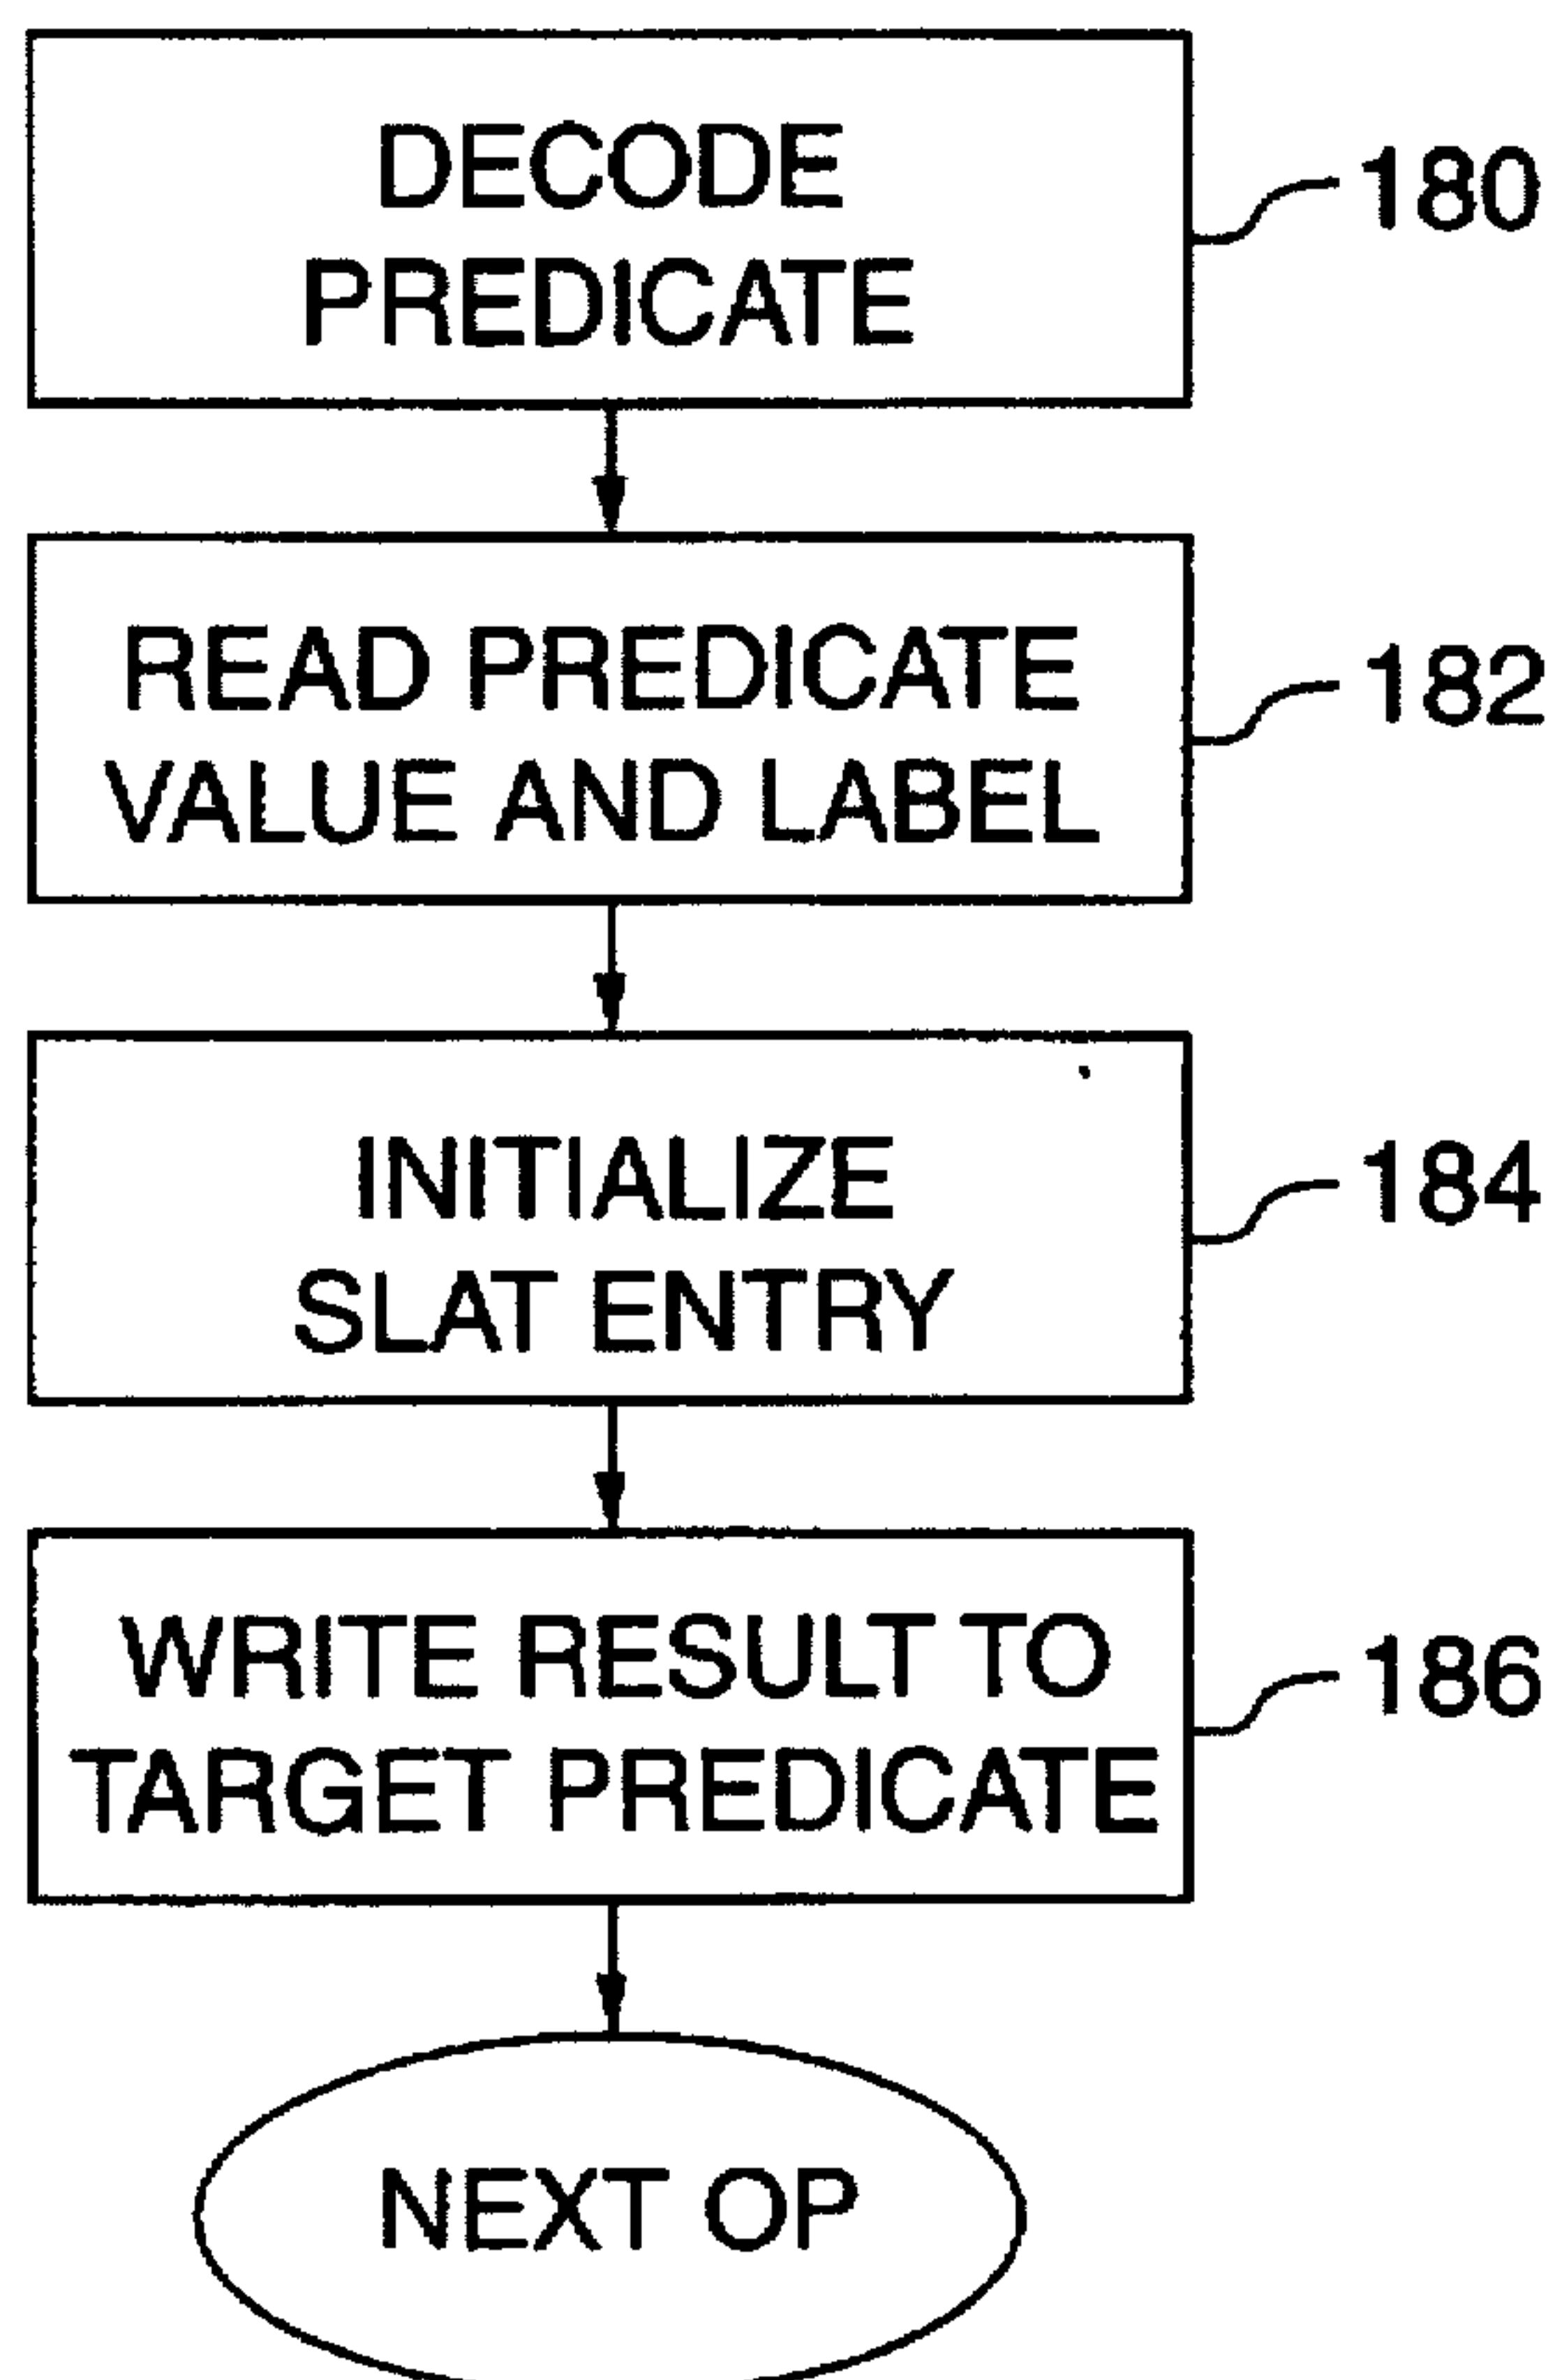 DECODE
PREDICATE
180
READ PREDICATE
VALUE AND LABEL
182
INITIALIZE
SLAT ENTRY
184
WRITE RESULT TO
TARGET PREDICATE
186
NEXT OP